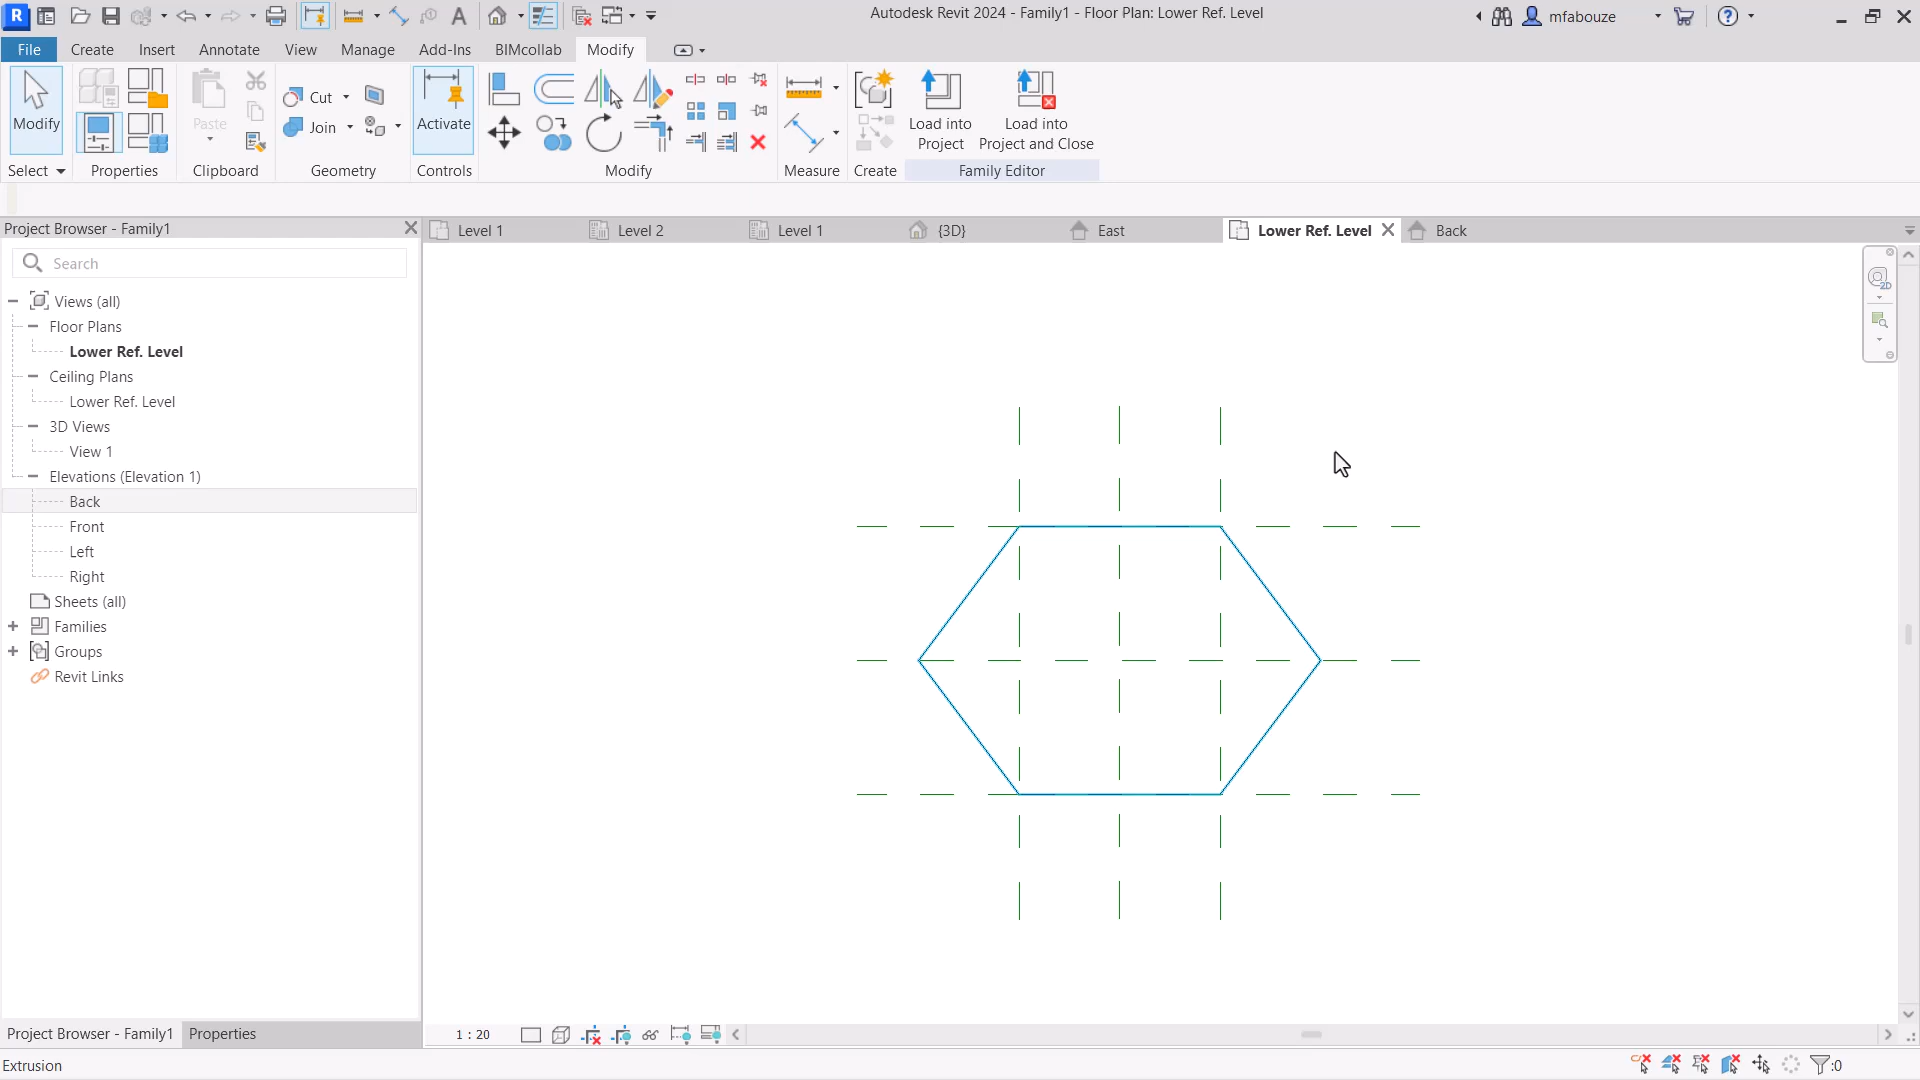 Autodesk Revit 2024 - Family1 - Floor Plan: Lower Ref. Level
mfabouze
File Create Insert Annotate View Manage Add-Ins BIMcollab Modify
Modify
Paste
Cut
Join
Activate
Load into Project
Load into Project and Close
Select Properties Clipboard Geometry Controls Modify Measure Create Family Editor
Project Browser - Family1
Level 1 Level 2 Level 1 {3D} East Lower Ref. Level Back
Search
Views (all)
Floor Plans
Lower Ref. Level
Ceiling Plans
Lower Ref. Level
3D Views
View 1
Elevations (Elevation 1)
Back
Front
Left
Right
Sheets (all)
Families
Groups
Revit Links
2D
Project Browser - Family1 Properties
1 : 20
Extrusion
:0